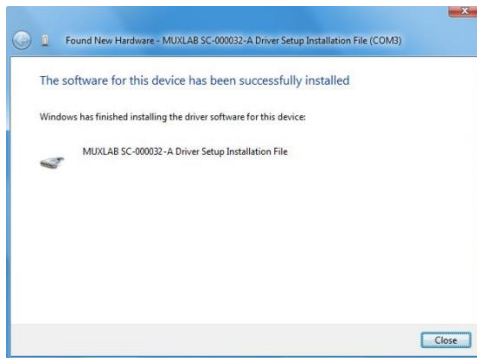 Found New Hardware - MUXLAB SC-000032-A Driver Setup Installation File (COM3)
The software for this device has been successfully installed
Windows has finished installing the driver software for this device:
MUXLAB SC-000032-A Driver Setup Installation File
Close